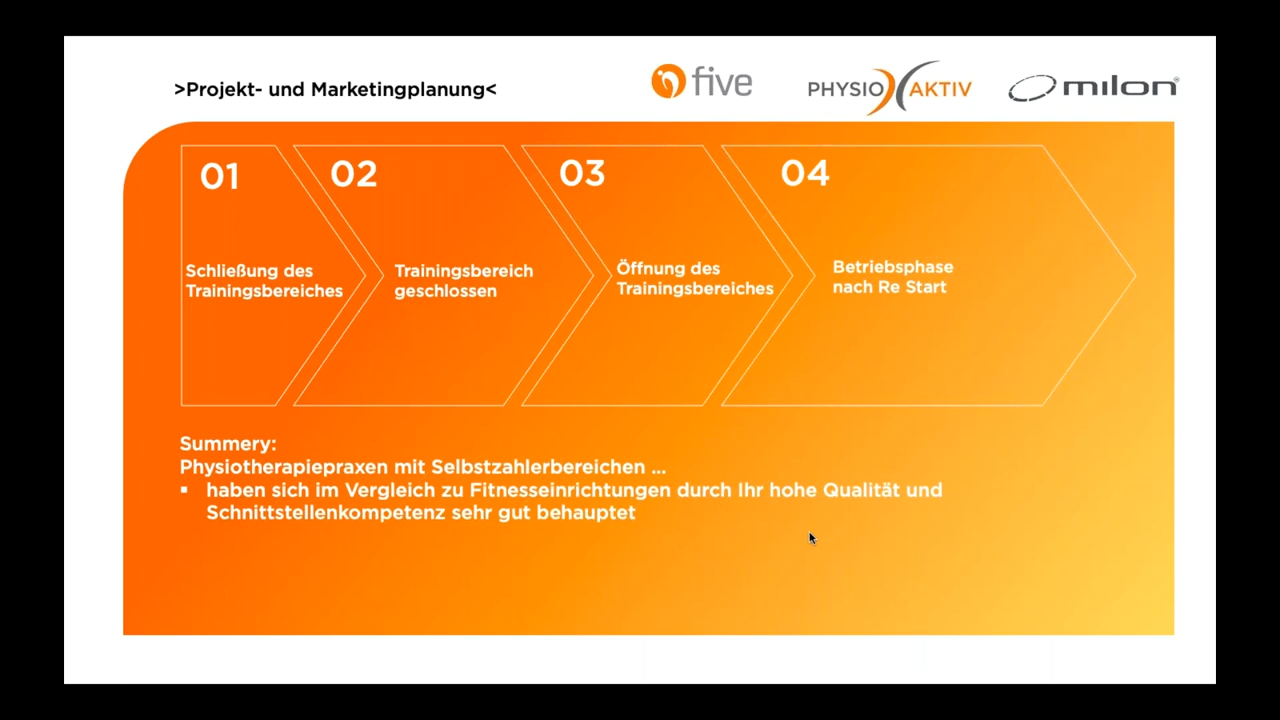 >Projekt- und Marketingplanung<
five
PHYSIO AKTIV
milon®
01
Schließung des
Trainingsbereiches
02
Trainingsbereich
geschlossen
03
Öffnung des
Trainingsbereiches
04
Betriebsphase
nach Re Start
Summery:
Physiotherapiepraxen mit Selbstzahlerbereichen ...
▪ haben sich im Vergleich zu Fitnesseinrichtungen durch Ihr hohe Qualität und
Schnittstellenkompetenz sehr gut behauptet